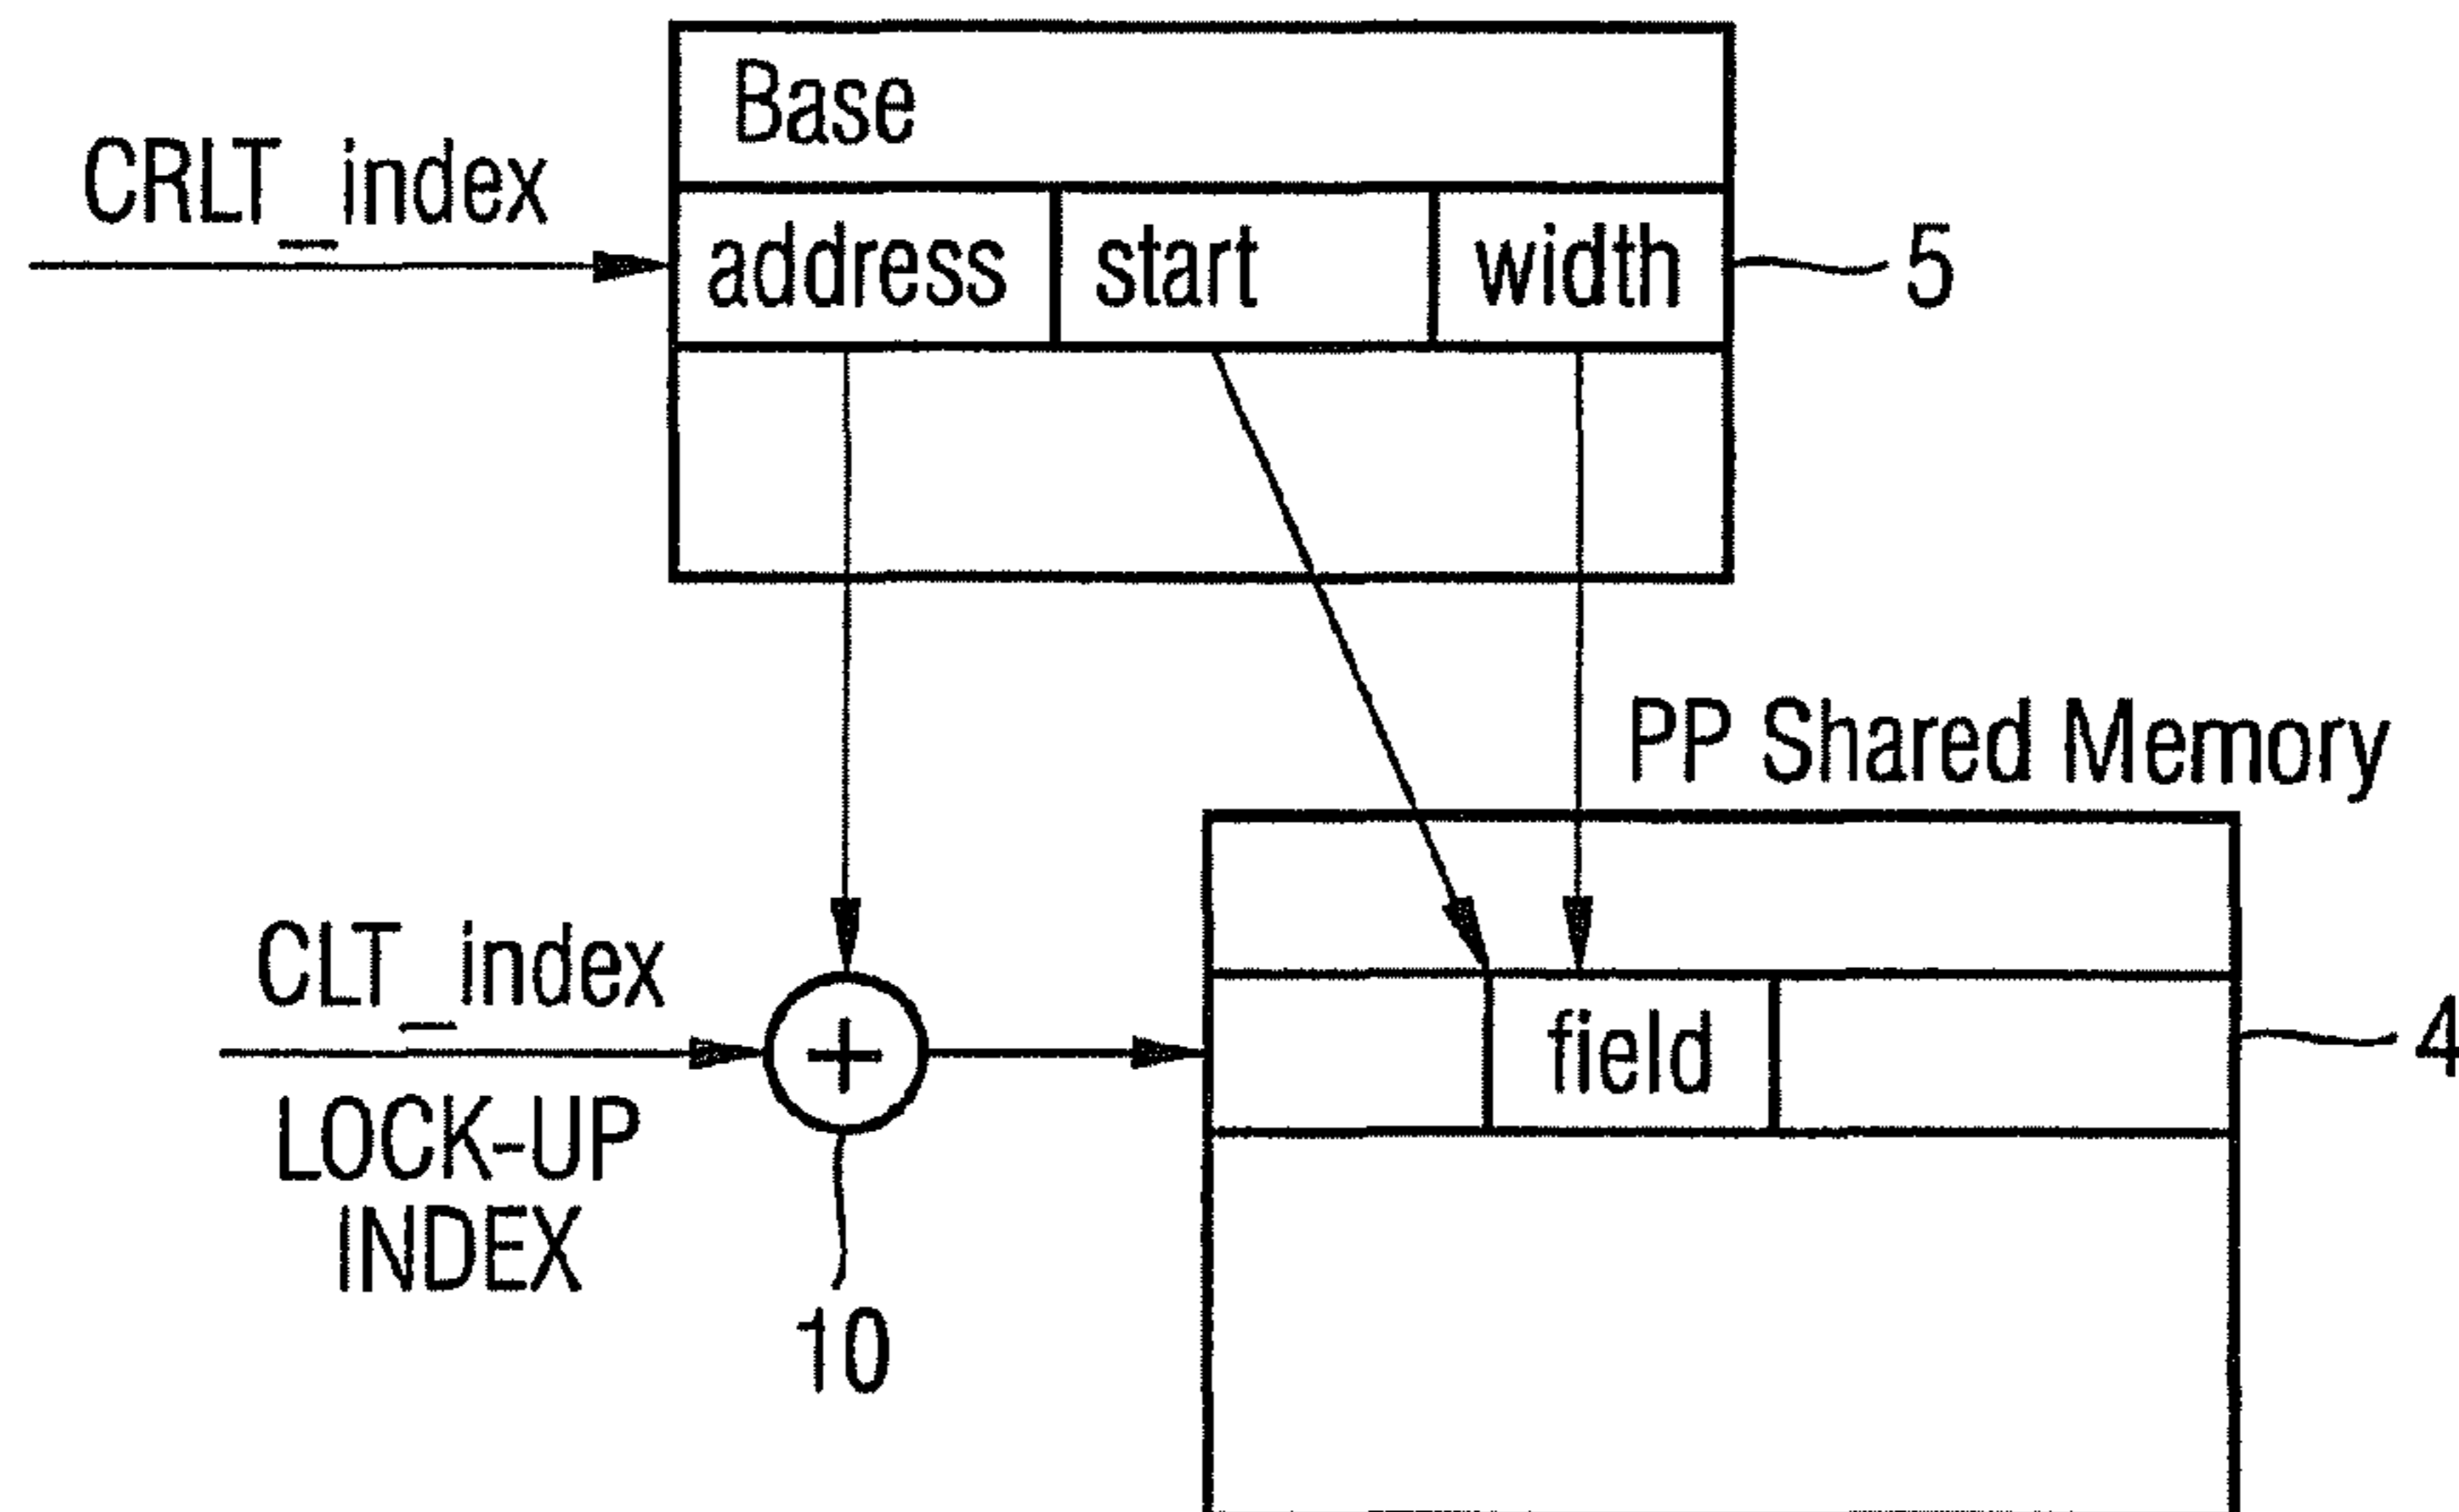 Base
CRLT_index
address start width 5
PP Shared Memory
CLT_index
LOCK-UP
INDEX
+
field 4
10